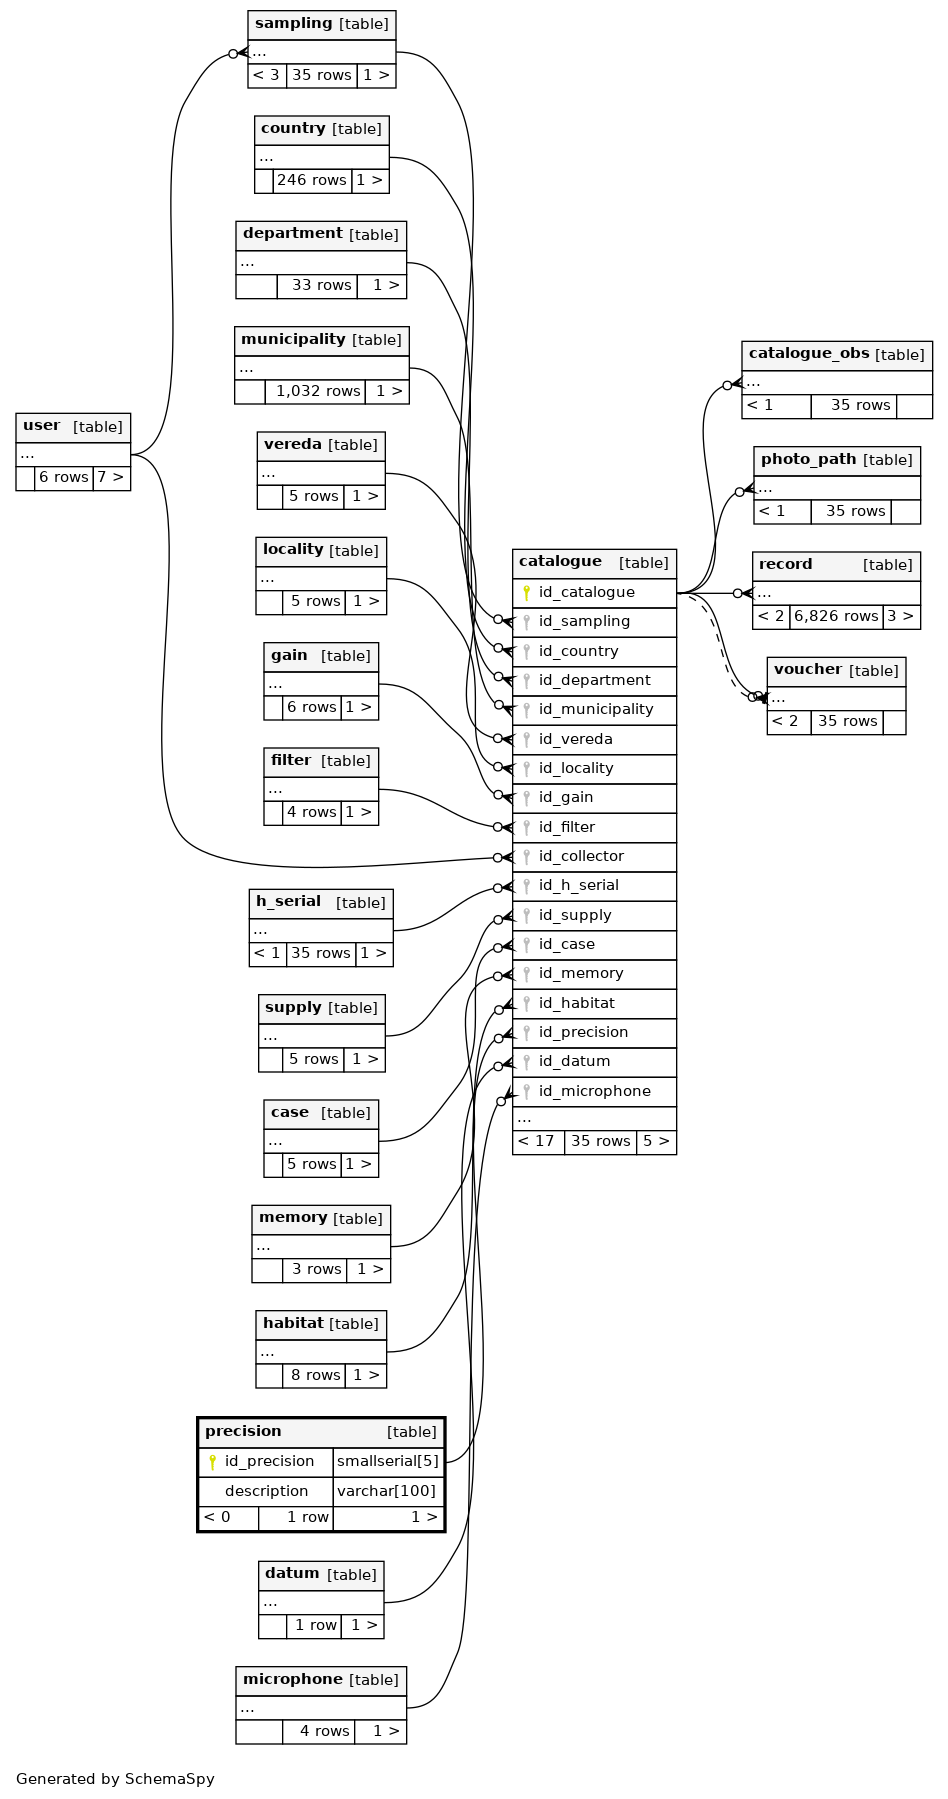 sampling [table]
...
< 3 35 rows 1 >
country [table]
...
246 rows 1 >
department [table]
...
33 rows 1 >
municipality [table]
...
1,032 rows 1 >
user [table]
...
6 rows 7 >
vereda [table]
...
5 rows 1 >
locality [table]
...
5 rows 1 >
gain [table]
...
6 rows 1 >
filter [table]
...
4 rows 1 >
h_serial [table]
...
< 1 35 rows 1 >
supply [table]
...
5 rows 1 >
case [table]
...
5 rows 1 >
memory [table]
...
3 rows 1 >
habitat [table]
...
8 rows 1 >
precision [table]
id_precision smallserial[5]
description varchar[100]
< 0 1 row 1 >
datum [table]
...
1 row 1 >
microphone [table]
...
4 rows 1 >
catalogue [table]
id_catalogue
id_sampling
id_country
id_department
id_municipality
id_vereda
id_locality
id_gain
id_filter
id_collector
id_h_serial
id_supply
id_case
id_memory
id_habitat
id_precision
id_datum
id_microphone
...
< 17 35 rows 5 >
catalogue_obs [table]
...
< 1 35 rows
photo_path [table]
...
< 1 35 rows
record [table]
...
< 2 6,826 rows 3 >
voucher [table]
...
< 2 35 rows
Generated by SchemaSpy